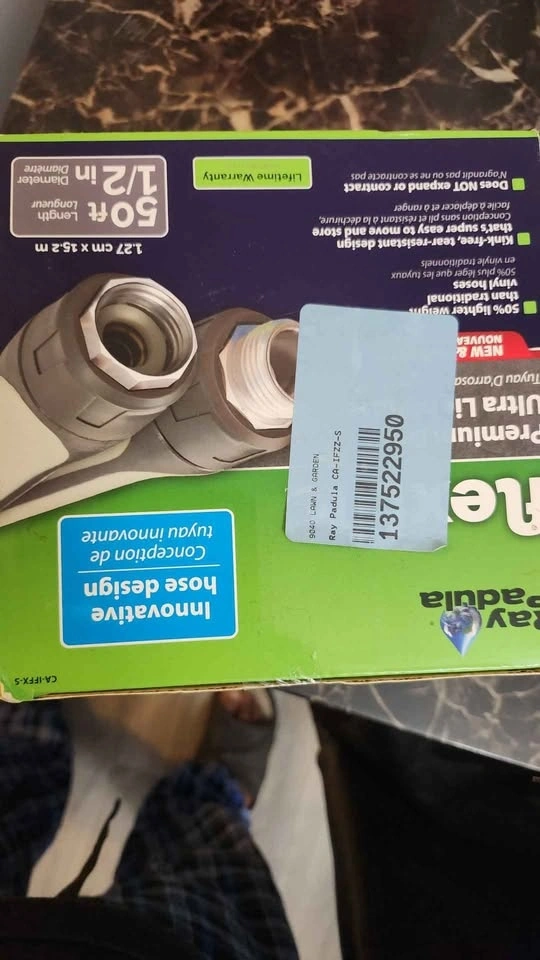 Ray
Padula
CA-IFFX-S
Innovative
hose design
Conception de
tuyau innovante
flex
Premium
Ultra Li
Tuyau D'arrosa
NEW &
NOUVEA
50% lighter weight
than traditional
vinyl hoses
50% plus léger que les tuyaux
en vinyle traditionnels
Kink-free, tear-resistant design
that's super easy to move and store
Conception sans pli et résistant à la déchirure,
facile à déplacer et à ranger
Does NOT expand or contract
N'agrandit pas ou ne se contracte pas
Lifetime Warranty
1.27 cm x 15.2 m
50ft Length
Longueur
1/2 in Diameter
Diamètre
9040 LAWN & GARDEN
Ray Padula CA-IFZZ-S
137522950